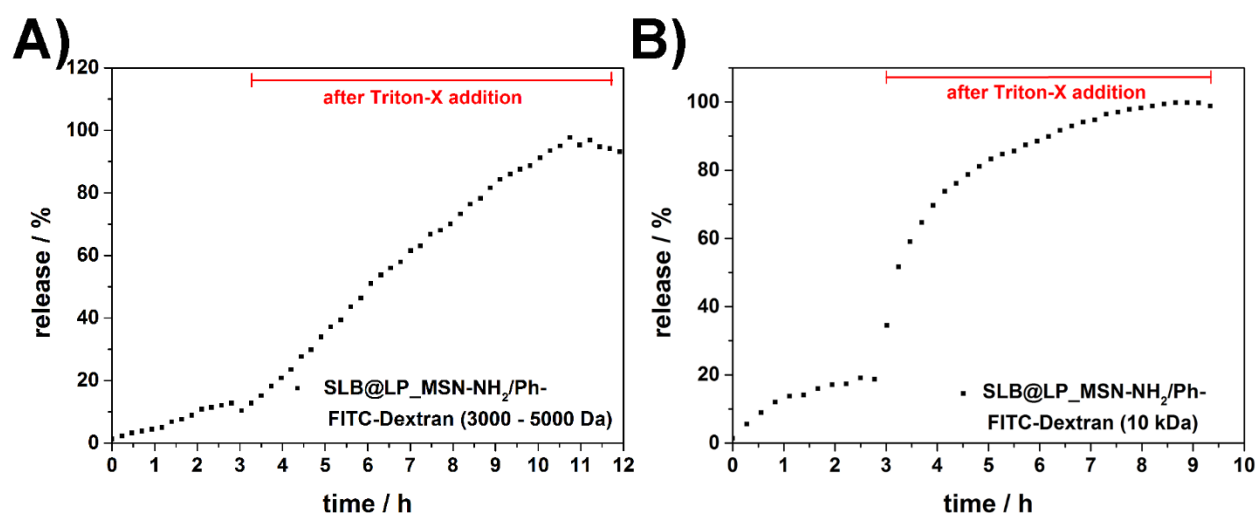 A)
120
100
80
60
40
20
0
release / %
after Triton-X addition
SLB@LP_MSN-NH₂/Ph-
FITC-Dextran (3000 - 5000 Da)
0 1 2 3 4 5 6 7 8 9 10 11 12
time / h
B)
100
80
60
40
20
0
release / %
after Triton-X addition
SLB@LP_MSN-NH₂/Ph-
FITC-Dextran (10 kDa)
0 1 2 3 4 5 6 7 8 9 10
time / h